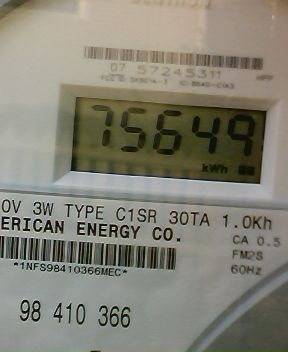 07 57245311
HPP
75649
kWh
0V 3W TYPE C1SR 30TA 1.0Kh
ERICAN ENERGY CO.
CA 0.5
FM2S
60Hz
*1NFS98410366MEC*
98 410 366